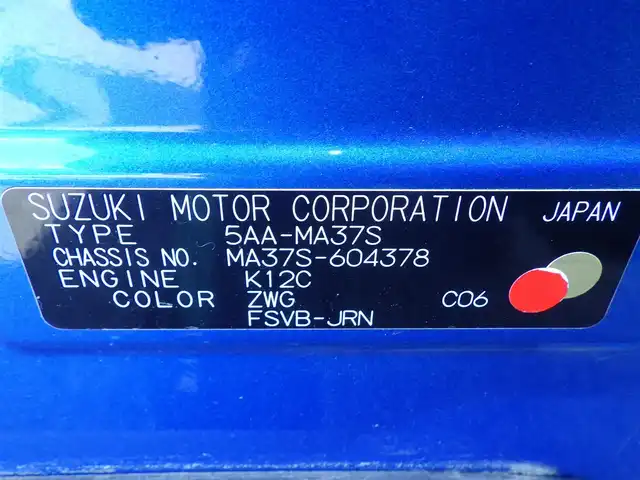 SUZUKI MOTOR CORPORATION JAPAN
TYPE 5AA-MA37S
CHASSIS NO. MA37S-604378
ENGINE K12C
COLOR ZWG C06
FSVB-JRN